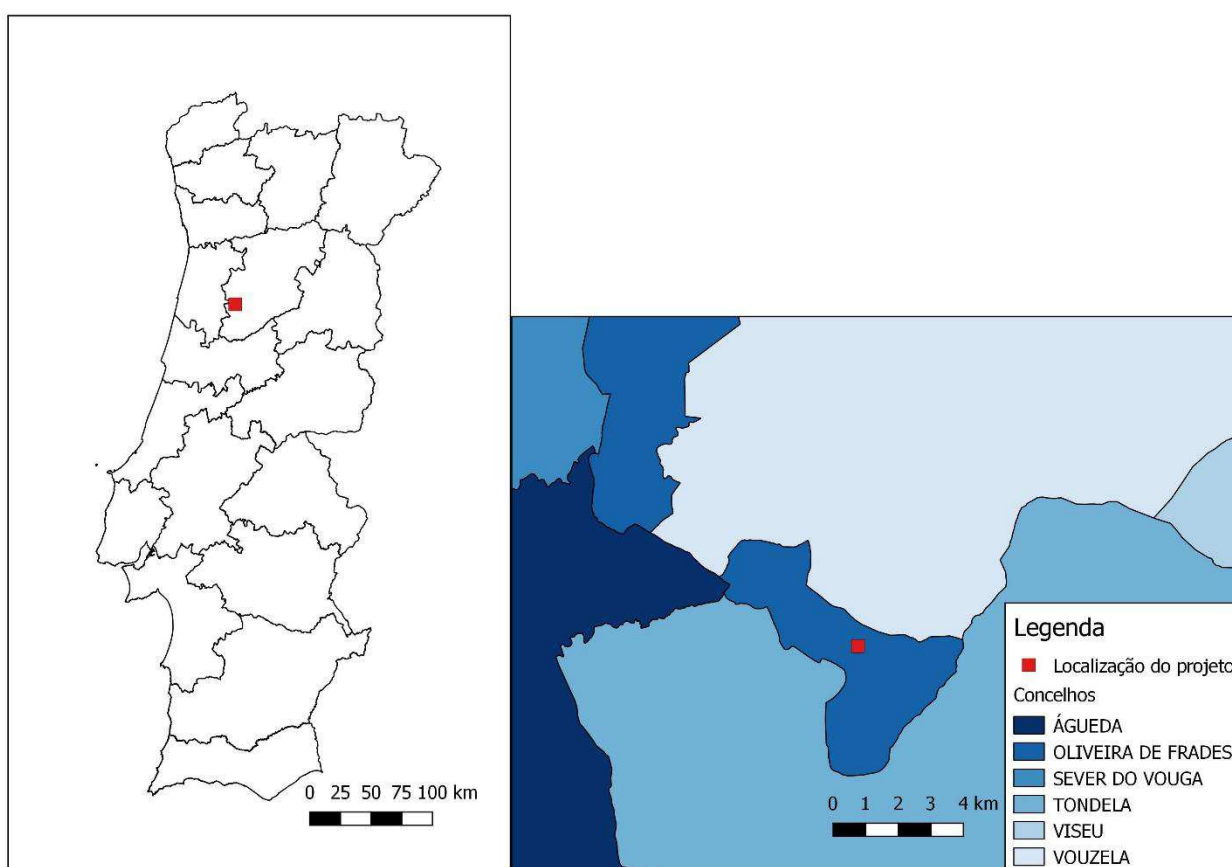 0 25 50 75 100 km
0 1 2 3 4 km
Legenda
Localização do projeto
Concelhos
ÁGUEDA
OLIVEIRA DE FRADES
SEVER DO VOUGA
TONDELA
VISEU
VOUZELA